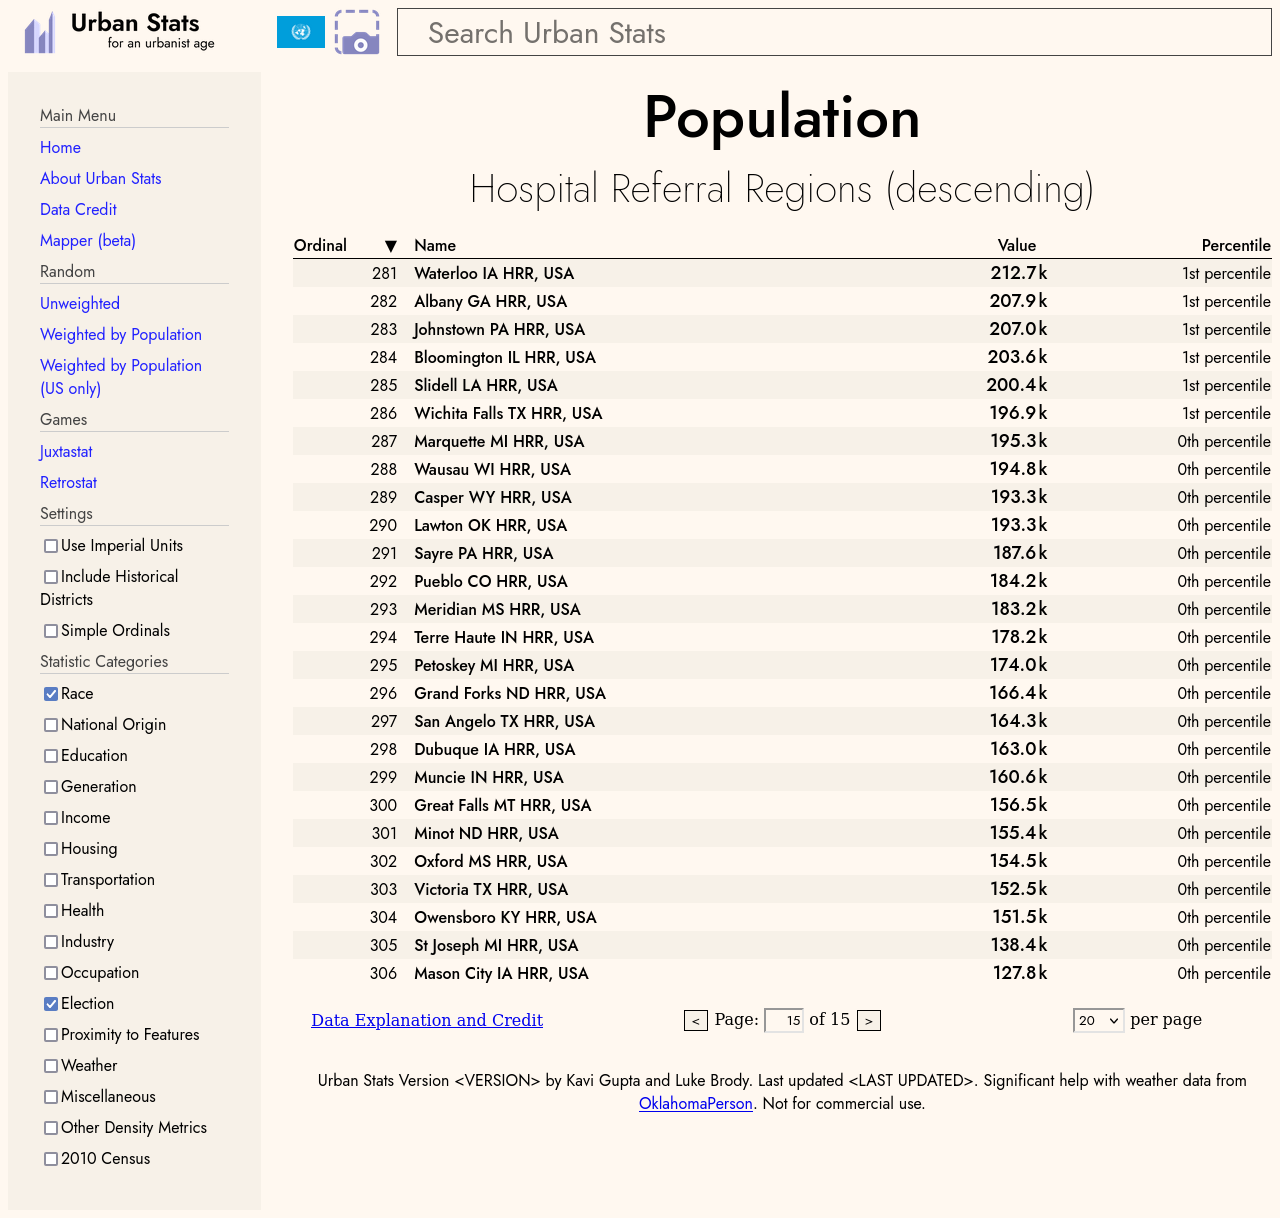 Urban Stats
for an urbanist age
Search Urban Stats
Main Menu
Home
About Urban Stats
Data Credit
Mapper (beta)
Random
Unweighted
Weighted by Population
Weighted by Population
(US only)
Games
Juxtastat
Retrostat
Settings
Use Imperial Units
Include Historical
Districts
Simple Ordinals
Statistic Categories
Race
National Origin
Education
Generation
Income
Housing
Transportation
Health
Industry
Occupation
Election
Proximity to Features
Weather
Miscellaneous
Other Density Metrics
2010 Census
Population
Hospital Referral Regions (descending)
Ordinal ▼ Name Value Percentile
281 Waterloo IA HRR, USA 212.7k 1st percentile
282 Albany GA HRR, USA 207.9k 1st percentile
283 Johnstown PA HRR, USA 207.0k 1st percentile
284 Bloomington IL HRR, USA 203.6k 1st percentile
285 Slidell LA HRR, USA 200.4k 1st percentile
286 Wichita Falls TX HRR, USA 196.9k 1st percentile
287 Marquette MI HRR, USA 195.3k 0th percentile
288 Wausau WI HRR, USA 194.8k 0th percentile
289 Casper WY HRR, USA 193.3k 0th percentile
290 Lawton OK HRR, USA 193.3k 0th percentile
291 Sayre PA HRR, USA 187.6k 0th percentile
292 Pueblo CO HRR, USA 184.2k 0th percentile
293 Meridian MS HRR, USA 183.2k 0th percentile
294 Terre Haute IN HRR, USA 178.2k 0th percentile
295 Petoskey MI HRR, USA 174.0k 0th percentile
296 Grand Forks ND HRR, USA 166.4k 0th percentile
297 San Angelo TX HRR, USA 164.3k 0th percentile
298 Dubuque IA HRR, USA 163.0k 0th percentile
299 Muncie IN HRR, USA 160.6k 0th percentile
300 Great Falls MT HRR, USA 156.5k 0th percentile
301 Minot ND HRR, USA 155.4k 0th percentile
302 Oxford MS HRR, USA 154.5k 0th percentile
303 Victoria TX HRR, USA 152.5k 0th percentile
304 Owensboro KY HRR, USA 151.5k 0th percentile
305 St Joseph MI HRR, USA 138.4k 0th percentile
306 Mason City IA HRR, USA 127.8k 0th percentile
Data Explanation and Credit < Page: 15 of 15 > 20 per page
Urban Stats Version <VERSION> by Kavi Gupta and Luke Brody. Last updated <LAST UPDATED>. Significant help with weather data from
OklahomaPerson. Not for commercial use.